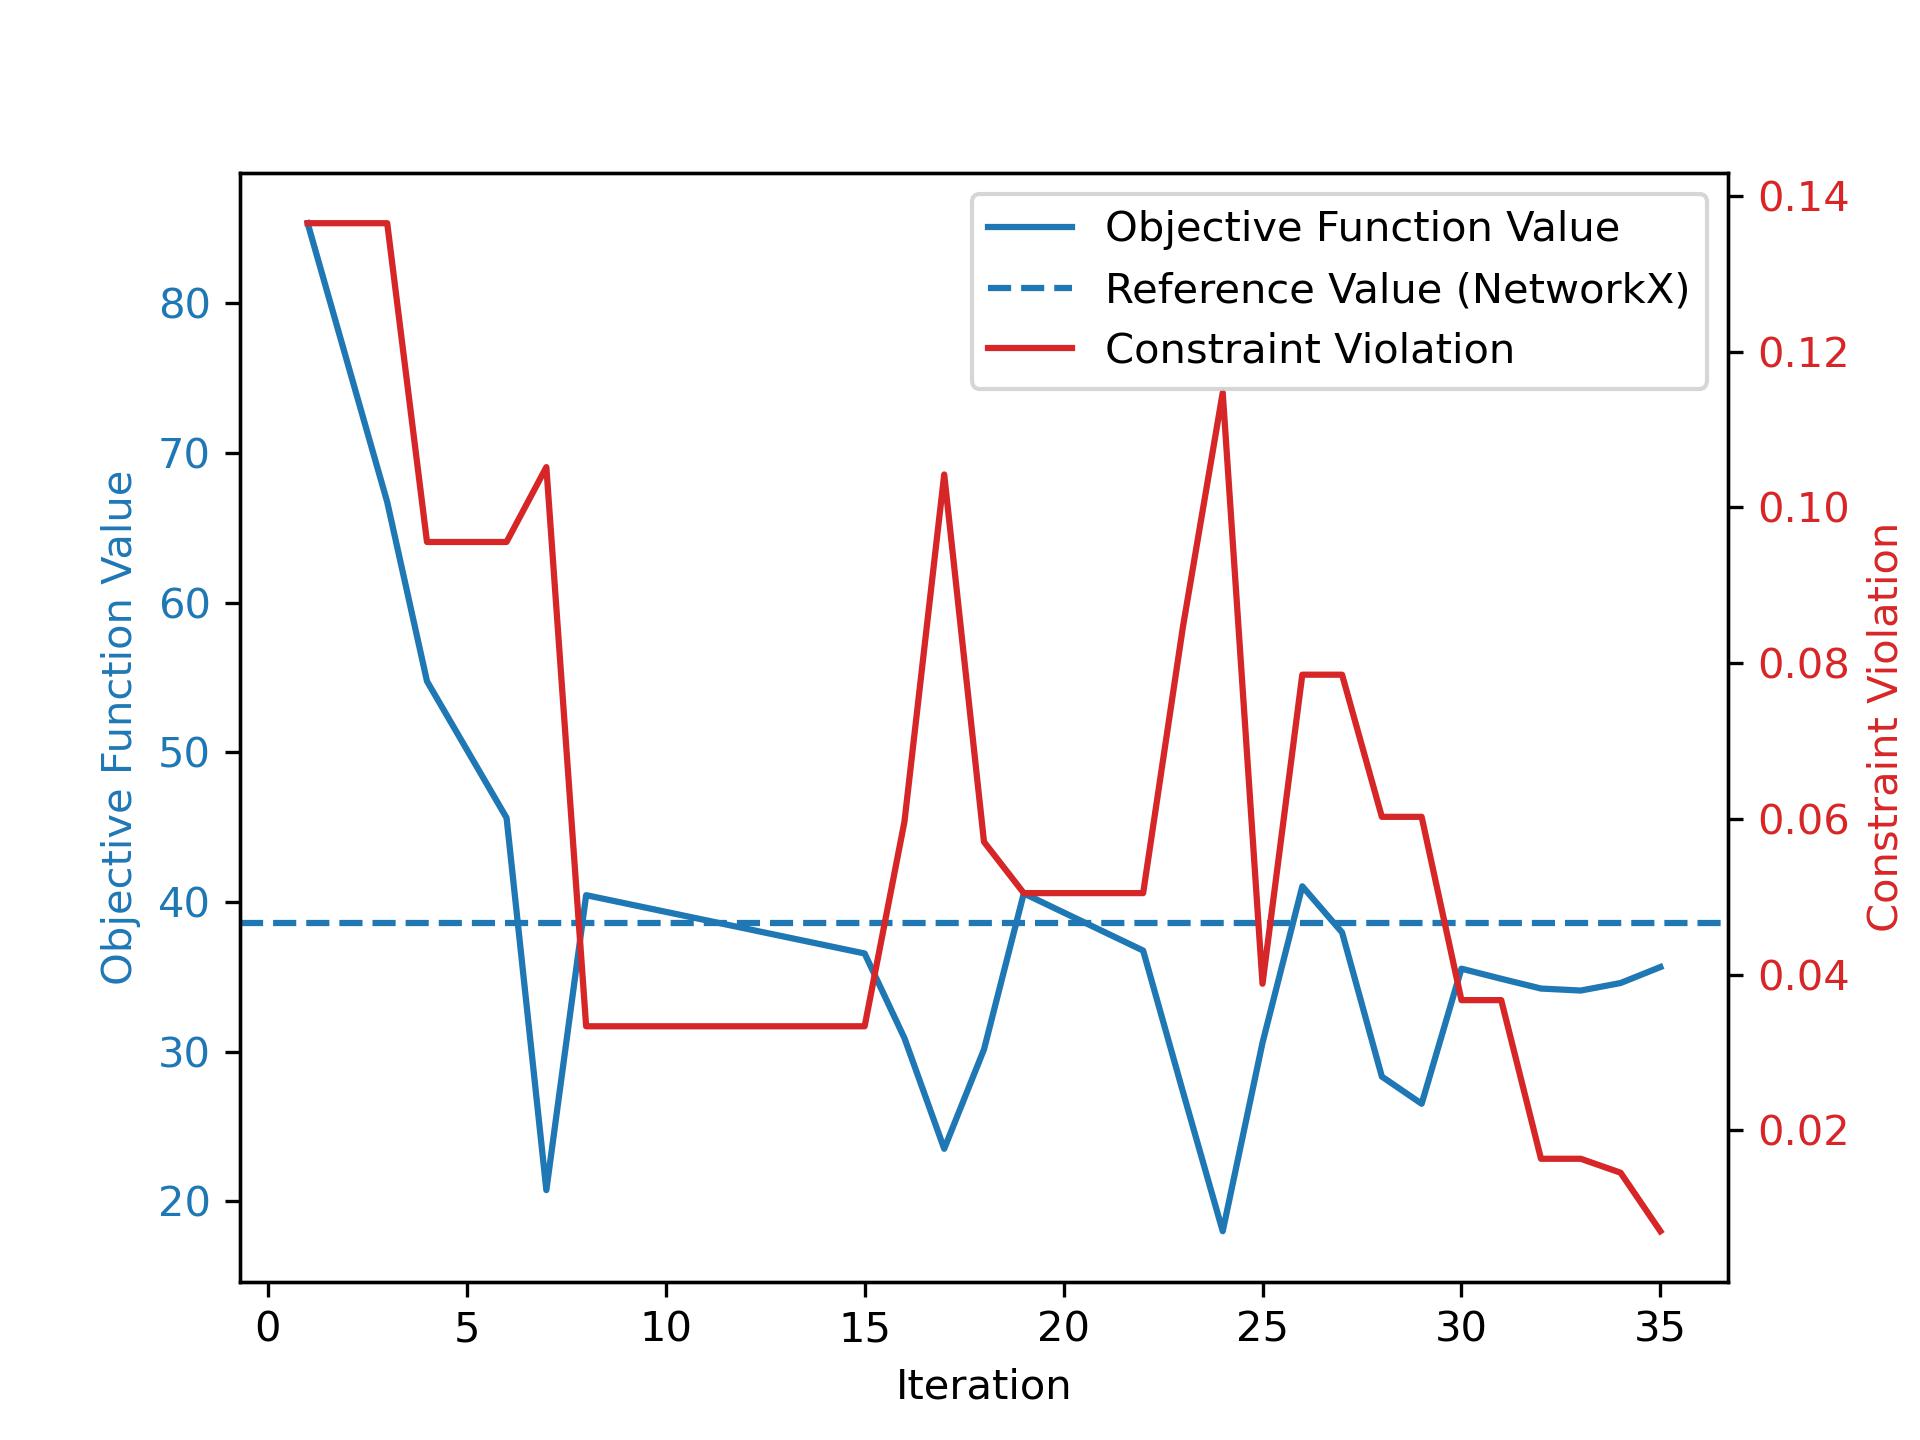 Objective Function Value
Reference Value (NetworkX)
Constraint Violation
80
70
60
50
40
30
20
Objective Function Value
0.14
0.12
0.10
0.08
0.06
0.04
0.02
Constraint Violation
0 5 10 15 20 25 30 35
Iteration